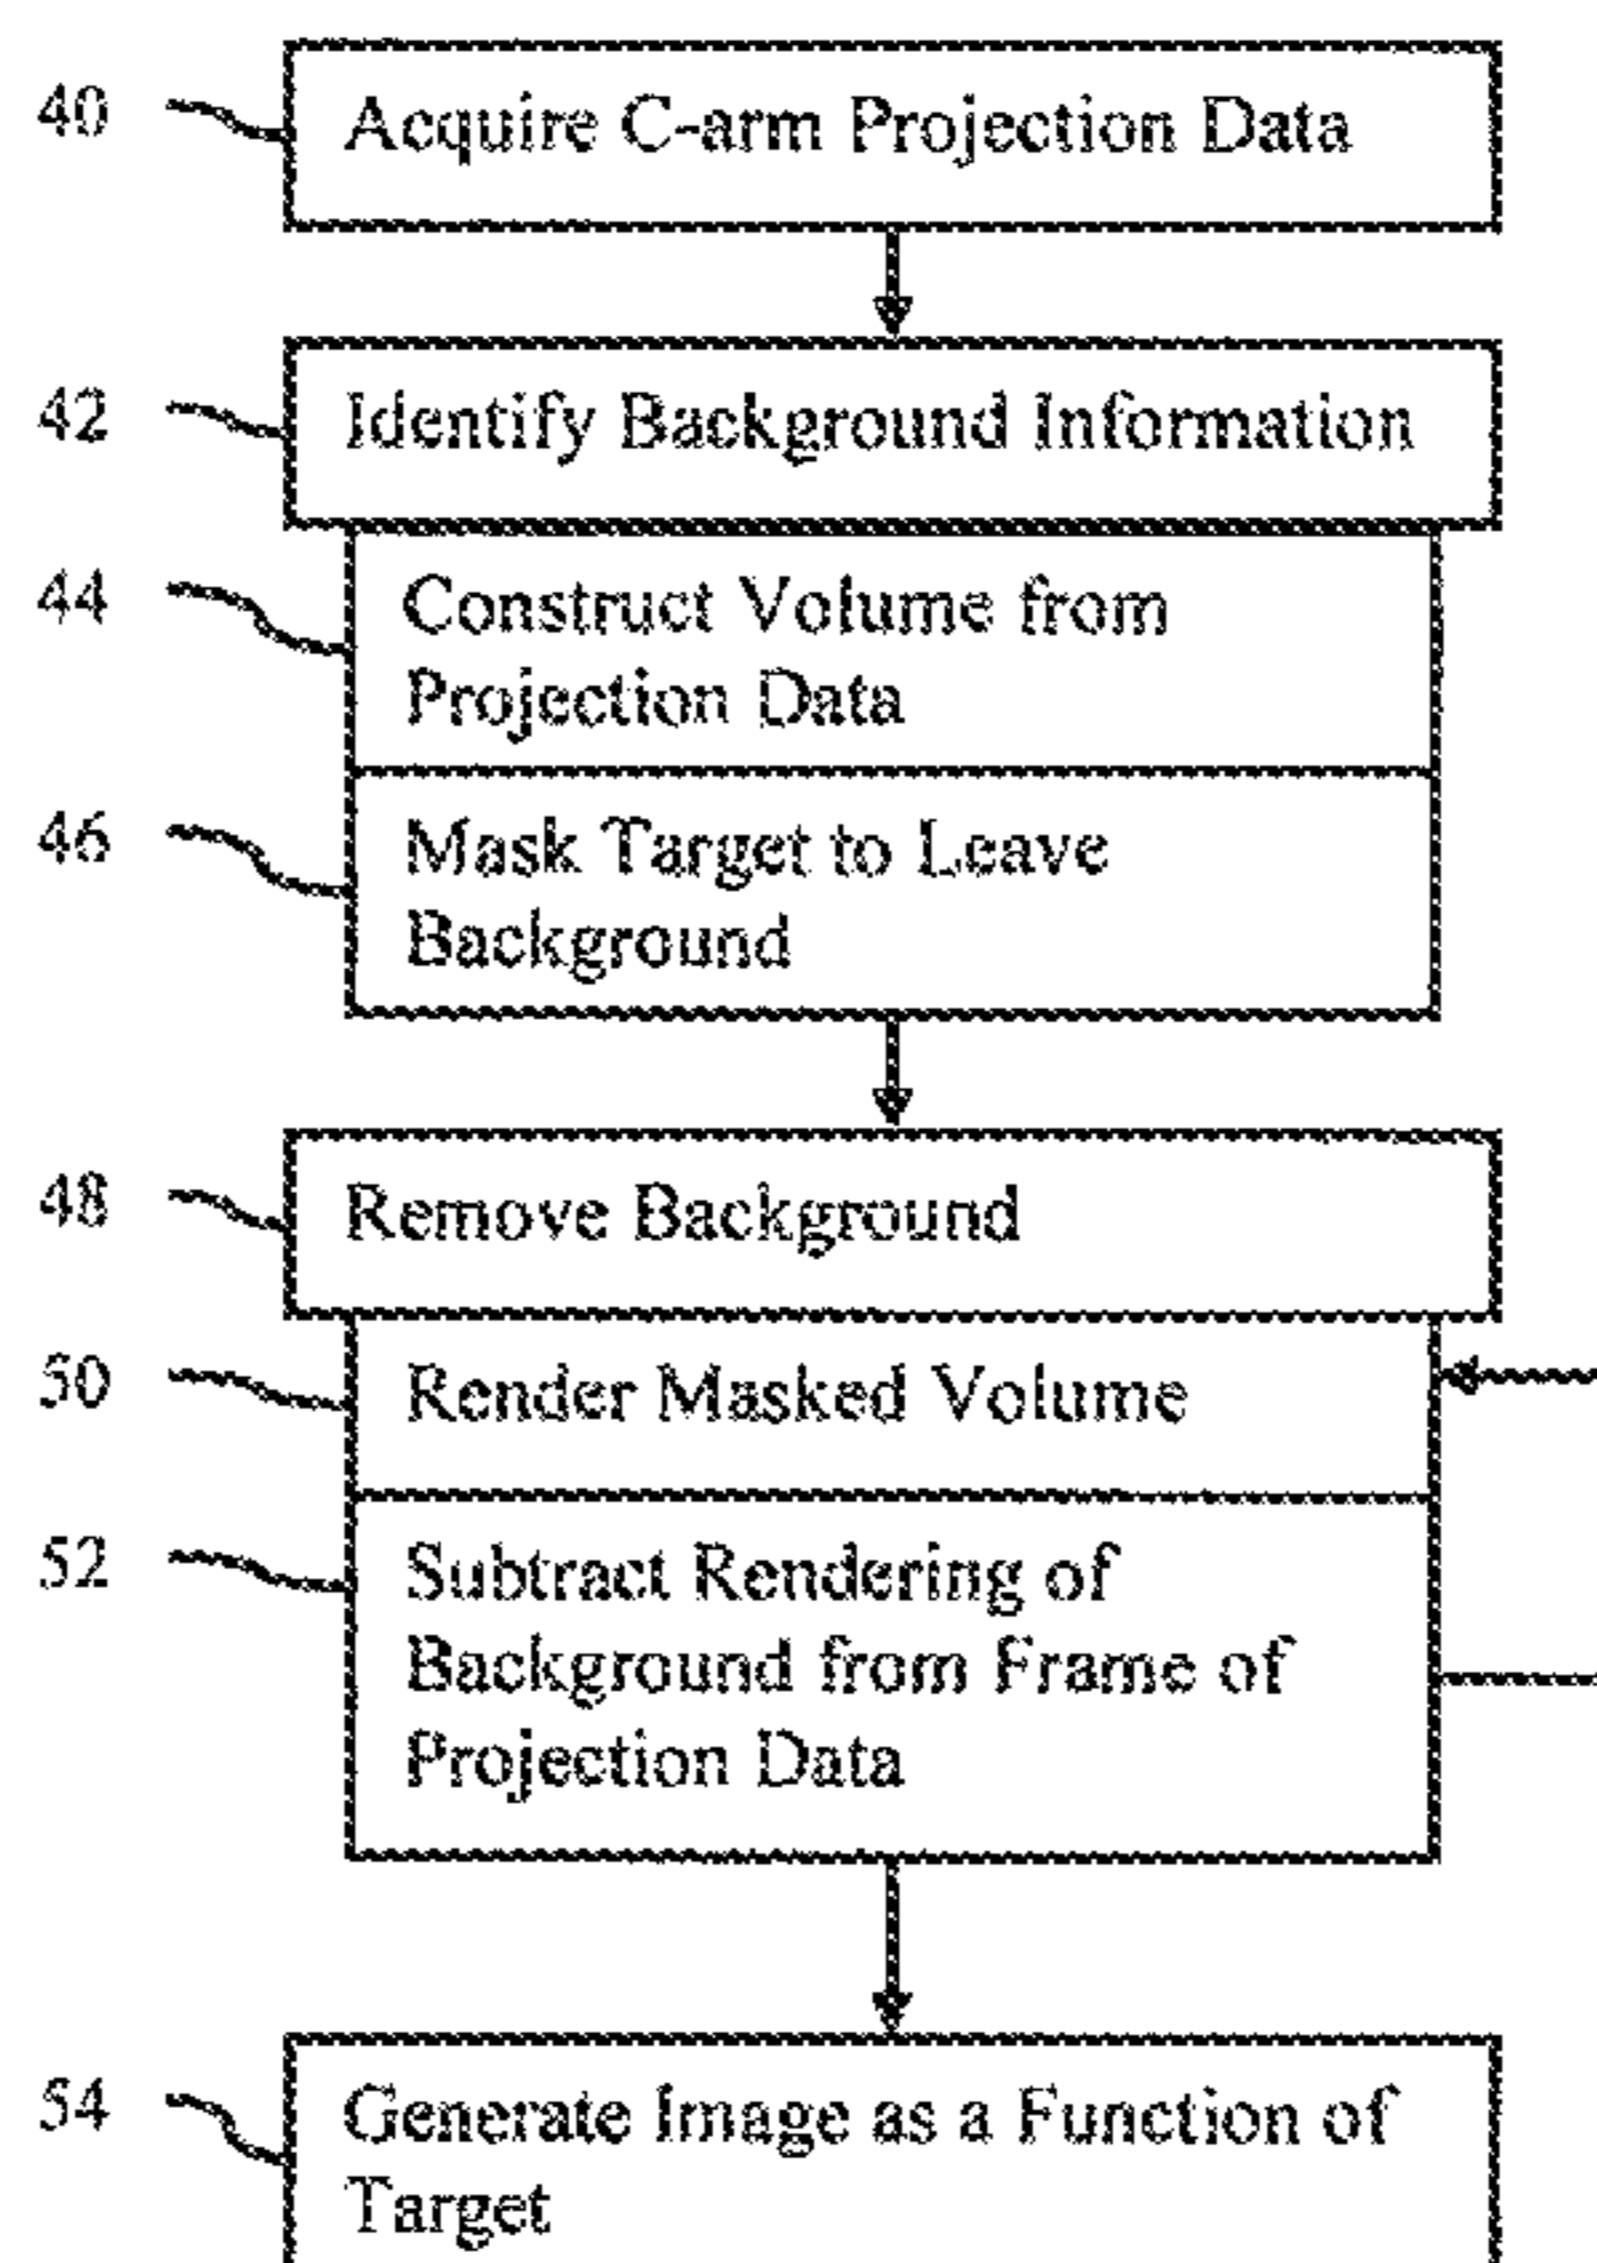 40 Acquire C-arm Projection Data
42 Identify Background Information
44 Construct Volume from
Projection Data
46 Mask Target to Leave
Background
48 Remove Background
50 Render Masked Volume
52 Subtract Rendering of
Background from Frame of
Projection Data
54 Generate Image as a Function of
Target